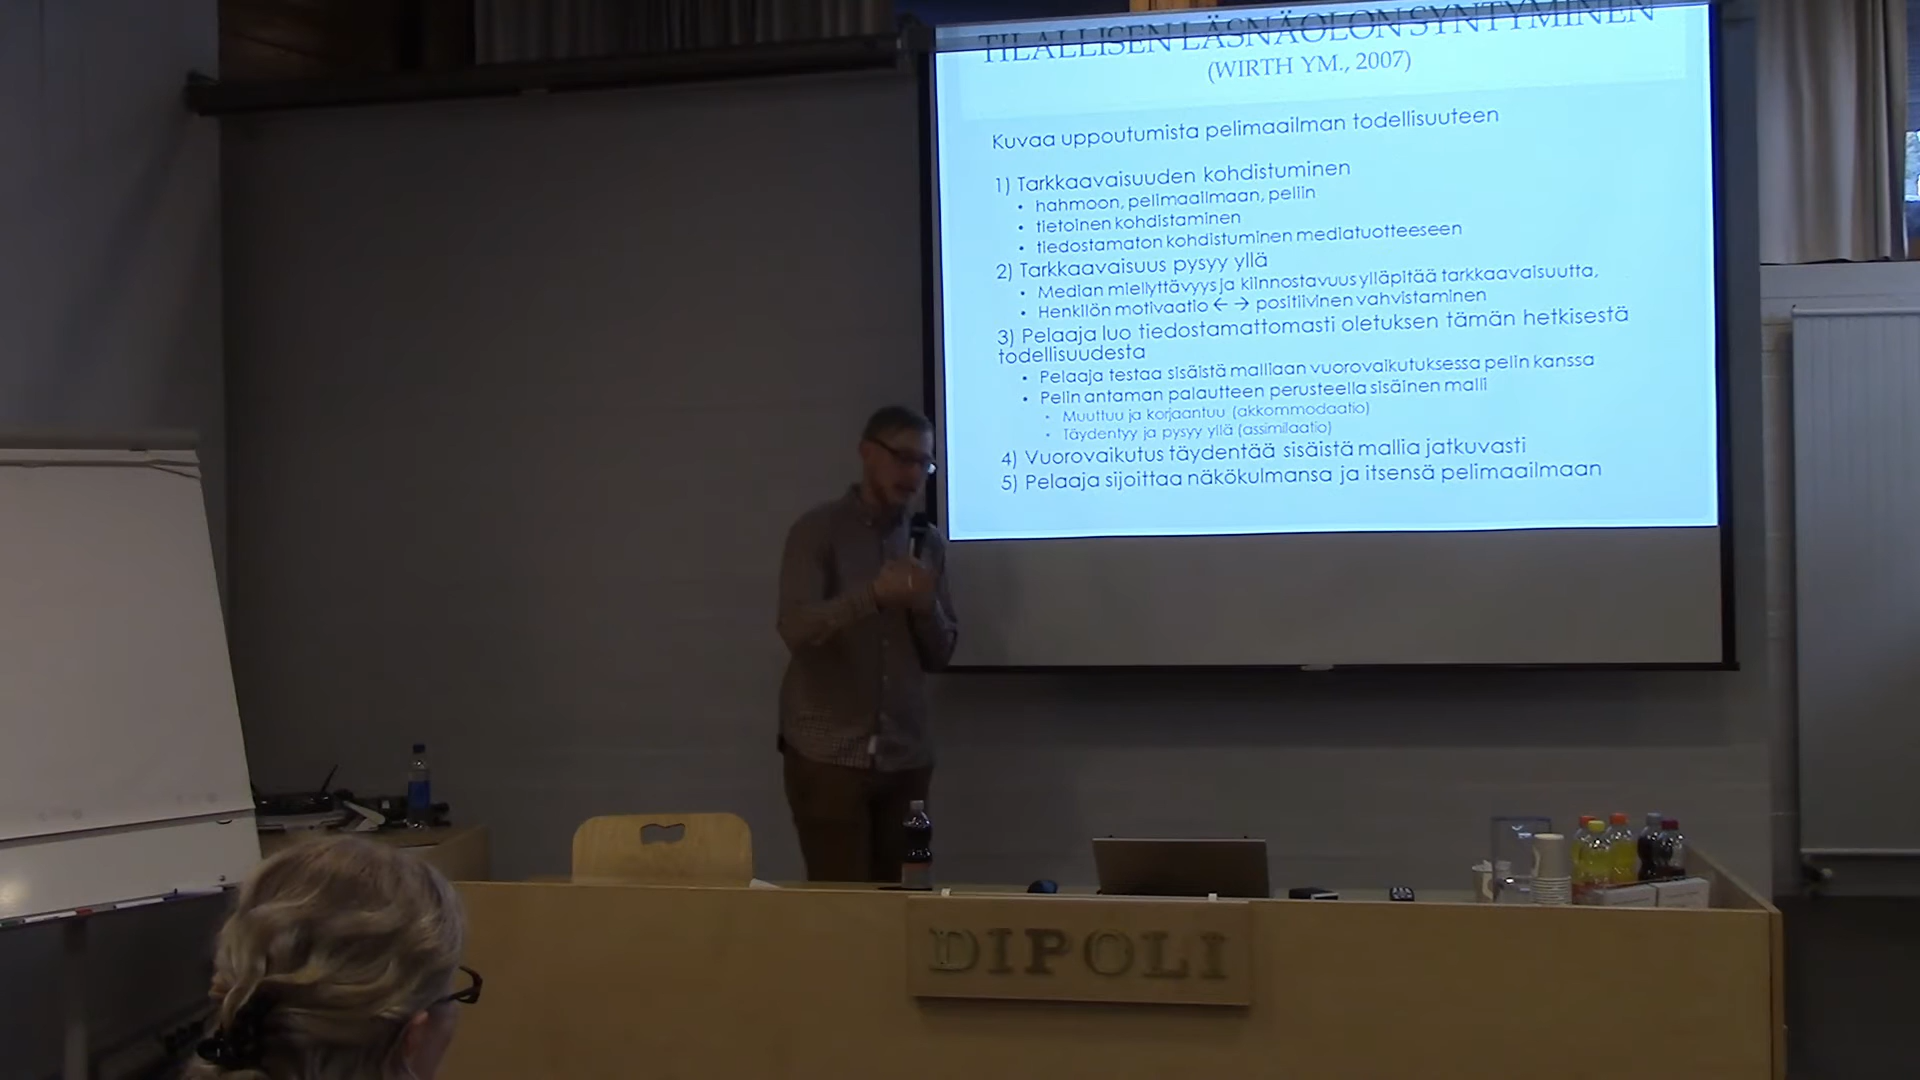 TILALLISEN LÄSNÄOLON SYNTYMINEN
(WIRTH YM., 2007)
Kuvaa uppoutumista pelimaailman todellisuuteen
1) Tarkkaavaisuuden kohdistuminen
• hahmoon, pelimaailmaan, peliin
• tietoinen kohdistaminen
• tiedostamaton kohdistuminen mediatuotteeseen
2) Tarkkaavaisuus pysyy yllä
• Median miellyttävyys ja kiinnostavuus ylläpitää tarkkaavaisuutta,
• Henkilön motivaatio ← → positiivinen vahvistaminen
3) Pelaaja luo tiedostamattomasti oletuksen tämän hetkisestä
todellisuudesta
• Pelaaja testaa sisäistä malliaan vuorovaikutuksessa pelin kanssa
• Pelin antaman palautteen perusteella sisäinen malli
• Muuttuu ja korjaantuu (akkommodaatio)
• Täydentyy ja pysyy yllä (assimilaatio)
4) Vuorovaikutus täydentää sisäistä mallia jatkuvasti
5) Pelaaja sijoittaa näkökulmansa ja itsensä pelimaailmaan
DIPOLI